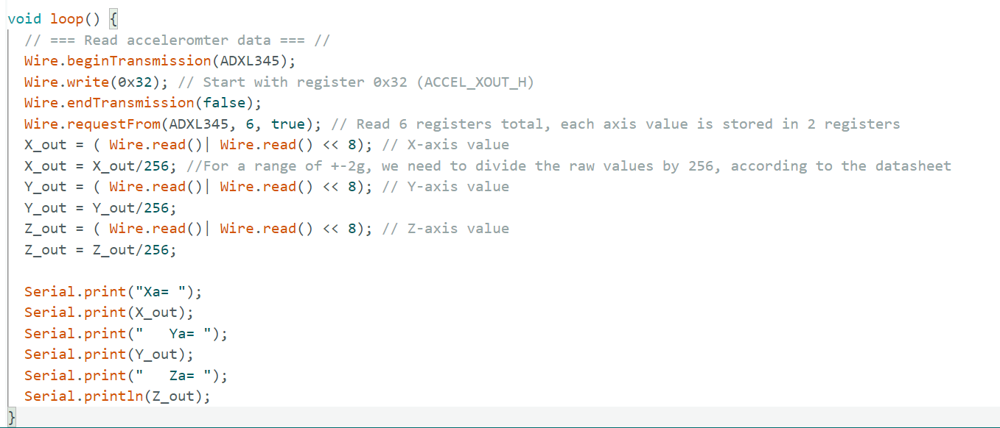 void loop() {
  // === Read acceleromter data === //
  Wire.beginTransmission(ADXL345);
  Wire.write(0x32); // Start with register 0x32 (ACCEL_XOUT_H)
  Wire.endTransmission(false);
  Wire.requestFrom(ADXL345, 6, true); // Read 6 registers total, each axis value is stored in 2 registers
  X_out = ( Wire.read()| Wire.read() << 8); // X-axis value
  X_out = X_out/256; //For a range of +-2g, we need to divide the raw values by 256, according to the datasheet
  Y_out = ( Wire.read()| Wire.read() << 8); // Y-axis value
  Y_out = Y_out/256;
  Z_out = ( Wire.read()| Wire.read() << 8); // Z-axis value
  Z_out = Z_out/256;

  Serial.print("Xa= ");
  Serial.print(X_out);
  Serial.print("   Ya= ");
  Serial.print(Y_out);
  Serial.print("   Za= ");
  Serial.println(Z_out);
}